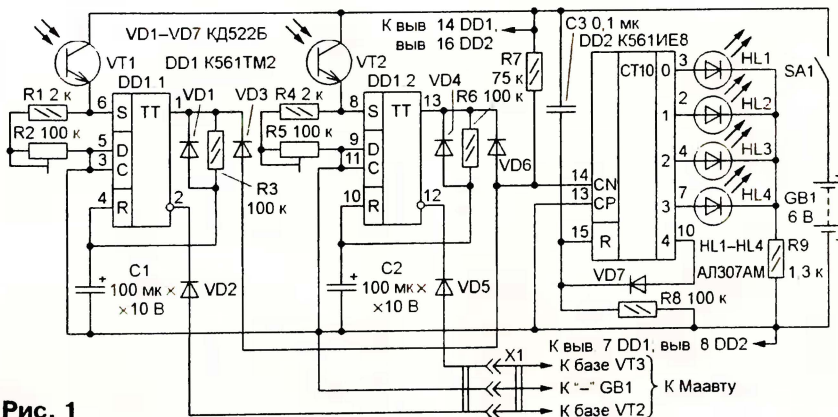 VD1–VD7 КД522Б
К выв 14 DD1,
выв 16 DD2
C3 0,1 мк
DD2 К561ИЕ8
VT1
DD1 К561ТМ2
VT2
R7
75 к
CT10
3
0
HL1
SA1
DD1 1
VD1
VD3
DD1.2
VD4
R6
100 к
R1 2 к
6
S
TT
1
R4 2 к
8
S
TT
13
2
1
HL2
R2 100 к
5
D
3
C
R5 100 к
9
D
11
C
VD6
4
2
HL3
14
CN
13
CP
7
3
HL4
GB1
6 В
4
R
2
R3
100 к
10
R
12
15
R
4
10
HL1–HL4
АЛ307АМ
R9
1,3 к
C1
+
100 мк×
×10 В
VD2
C2
+
100 мк×
×10 В
VD5
VD7
R8 100 к
К выв 7 DD1, выв 8 DD2
X1
К базе VT3
К "–" GB1
К Маавту
К базе VT2
Рис. 1